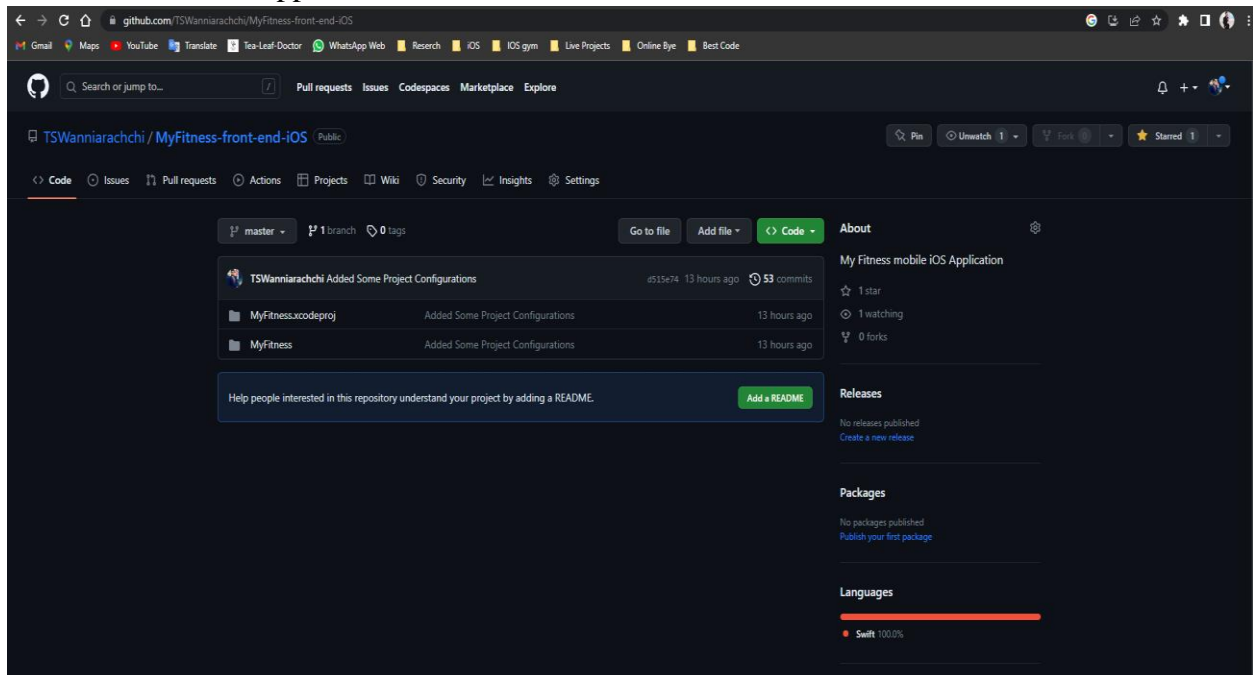 github.com/TSWanniarachchi/MyFitness-front-end-iOS
Gmail Maps YouTube Translate Tea-Leaf-Doctor WhatsApp Web Reserch iOS IOS gym Live Projects Online Bye Best Code
Search or jump to... / Pull requests Issues Codespaces Marketplace Explore
TSWanniarachchi / MyFitness-front-end-iOS Public Pin Unwatch 1 Fork 0 Starred 1
Code Issues Pull requests Actions Projects Wiki Security Insights Settings
master 1 branch 0 tags Go to file Add file Code
TSWanniarachchi Added Some Project Configurations d515e74 13 hours ago 53 commits
MyFitness.xcodeproj Added Some Project Configurations 13 hours ago
MyFitness Added Some Project Configurations 13 hours ago
Help people interested in this repository understand your project by adding a README. Add a README
About
My Fitness mobile iOS Application
1 star
1 watching
0 forks
Releases
No releases published
Create a new release
Packages
No packages published
Publish your first package
Languages
Swift 100.0%